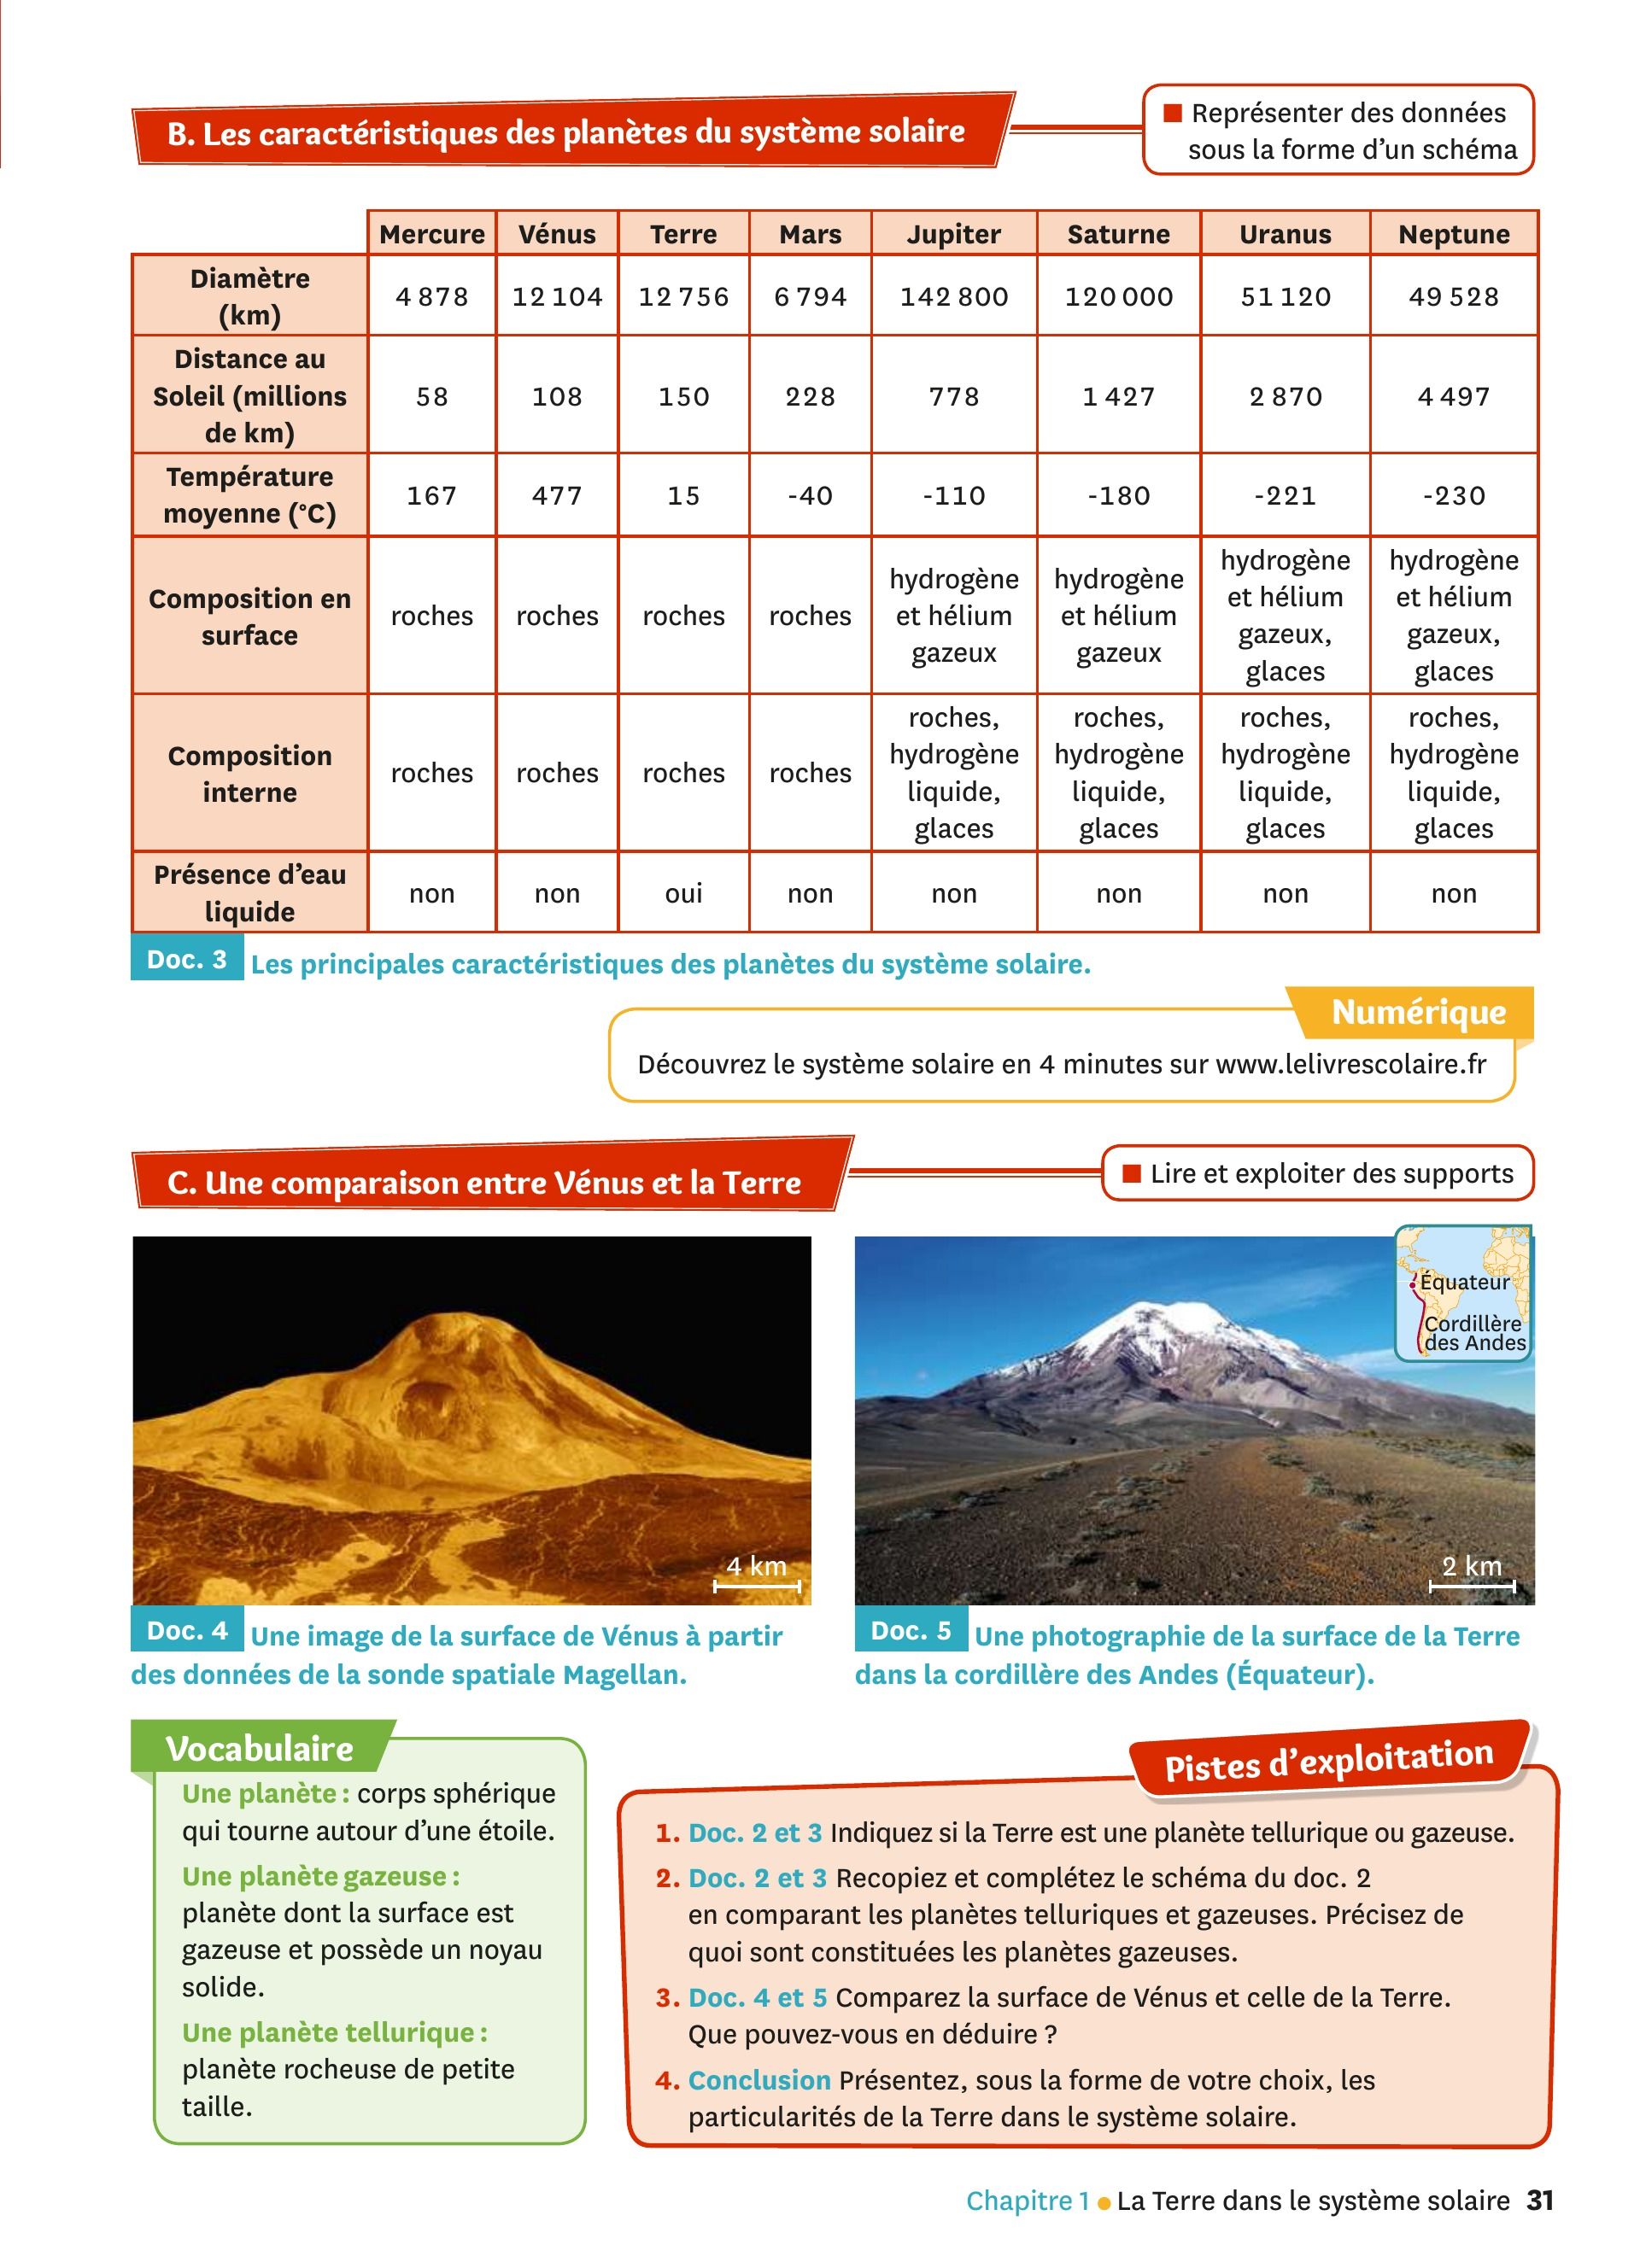 B. Les caractéristiques des planètes du système solaire
■ Représenter des données
sous la forme d'un schéma
Mercure Vénus Terre Mars Jupiter Saturne Uranus Neptune
Diamètre
(km)
4 878 12 104 12 756 6 794 142 800 120 000 51 120 49 528
Distance au
Soleil (millions
de km)
58 108 150 228 778 1 427 2 870 4 497
Température
moyenne (°C)
167 477 15 -40 -110 -180 -221 -230
Composition en
surface
roches roches roches roches
hydrogène
et hélium
gazeux
hydrogène
et hélium
gazeux
hydrogène
et hélium
gazeux,
glaces
hydrogène
et hélium
gazeux,
glaces
Composition
interne
roches roches roches roches
roches,
hydrogène
liquide,
glaces
roches,
hydrogène
liquide,
glaces
roches,
hydrogène
liquide,
glaces
roches,
hydrogène
liquide,
glaces
Présence d'eau
liquide
non non oui non non non non non
Doc. 3 Les principales caractéristiques des planètes du système solaire.
Numérique
Découvrez le système solaire en 4 minutes sur www.lelivrescolaire.fr
C. Une comparaison entre Vénus et la Terre
■ Lire et exploiter des supports
4 km
Équateur
Cordillère
des Andes
2 km
Doc. 4 Une image de la surface de Vénus à partir
des données de la sonde spatiale Magellan.
Doc. 5 Une photographie de la surface de la Terre
dans la cordillère des Andes (Équateur).
Vocabulaire
Une planète : corps sphérique
qui tourne autour d'une étoile.
Une planète gazeuse :
planète dont la surface est
gazeuse et possède un noyau
solide.
Une planète tellurique :
planète rocheuse de petite
taille.
Pistes d'exploitation
1. Doc. 2 et 3 Indiquez si la Terre est une planète tellurique ou gazeuse.
2. Doc. 2 et 3 Recopiez et complétez le schéma du doc. 2
en comparant les planètes telluriques et gazeuses. Précisez de
quoi sont constituées les planètes gazeuses.
3. Doc. 4 et 5 Comparez la surface de Vénus et celle de la Terre.
Que pouvez-vous en déduire ?
4. Conclusion Présentez, sous la forme de votre choix, les
particularités de la Terre dans le système solaire.
Chapitre 1 ● La Terre dans le système solaire 31